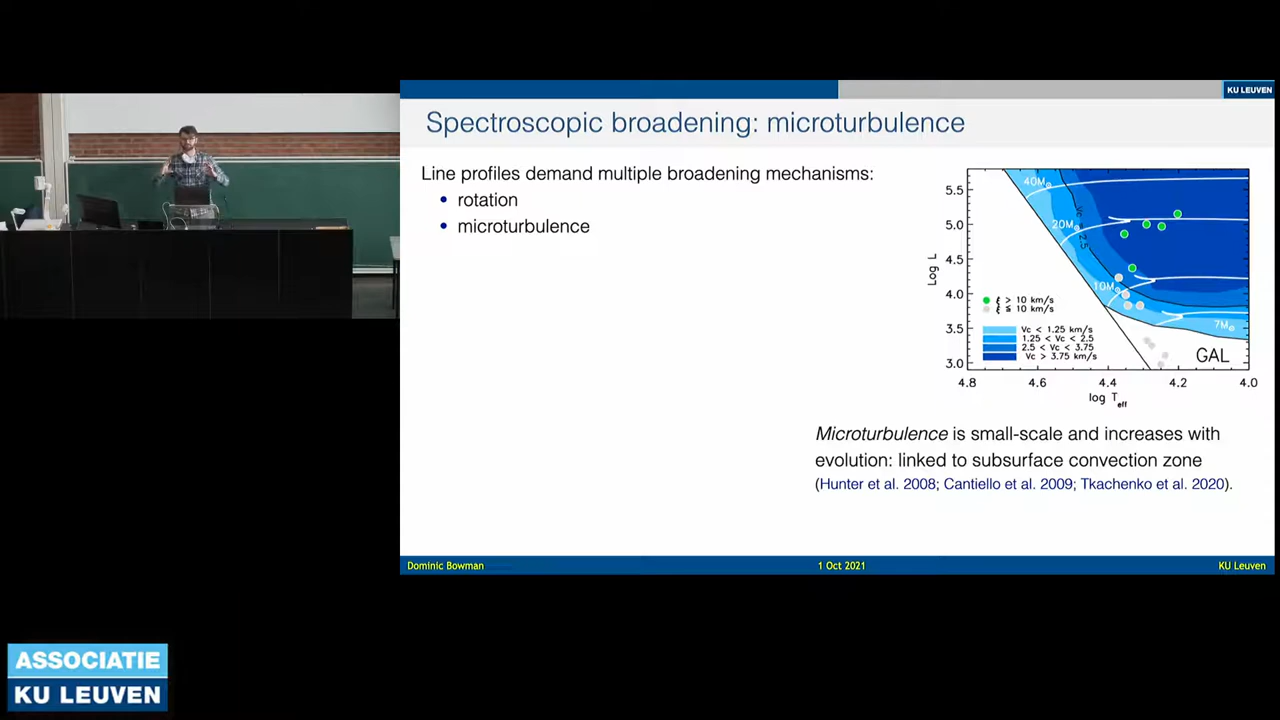 KU LEUVEN
Spectroscopic broadening: microturbulence
Line profiles demand multiple broadening mechanisms:
• rotation
• microturbulence
5.5
5.0
4.5
4.0
3.5
3.0
Log L
40M⊙
20M⊙
10M⊙
7M⊙
Vc = 2.5
ξ > 10 km/s
ξ ≤ 10 km/s
Vc < 1.25 km/s
1.25 < Vc < 2.5
2.5 < Vc < 3.75
Vc > 3.75 km/s
GAL
4.8 4.6 4.4 4.2 4.0
log Teff
Microturbulence is small-scale and increases with
evolution: linked to subsurface convection zone
(Hunter et al. 2008; Cantiello et al. 2009; Tkachenko et al. 2020).
Dominic Bowman 1 Oct 2021 KU Leuven
ASSOCIATIE
KU LEUVEN